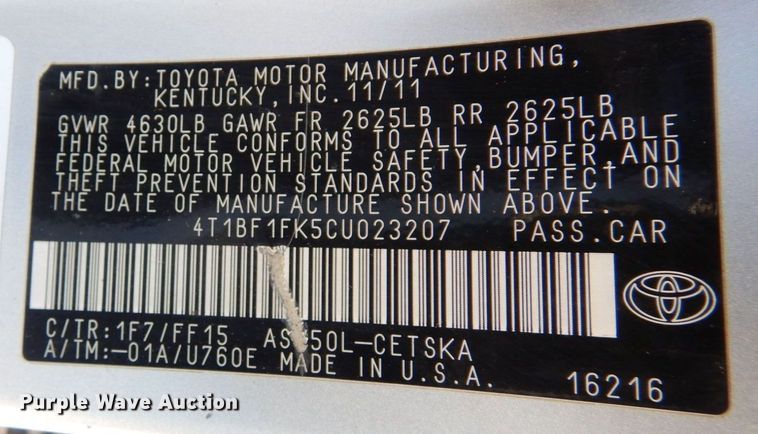 MFD.BY:TOYOTA MOTOR MANUFACTURING,
KENTUCKY,INC.11/11
GVWR 4630LB GAWR FR 2625LB RR 2625LB
THIS VEHICLE CONFORMS TO ALL APPLICABLE
FEDERAL MOTOR VEHICLE SAFETY,BUMPER,AND
THEFT PREVENTION STANDARDS IN EFFECT ON
THE DATE OF MANUFACTURE SHOWN ABOVE.
4T1BF1FK5CU023207 PASS.CAR
C/TR:1F7/FF15 
A/TM:-01A/U760E MADE IN U.S.A. 16216
Purple Wave Auction